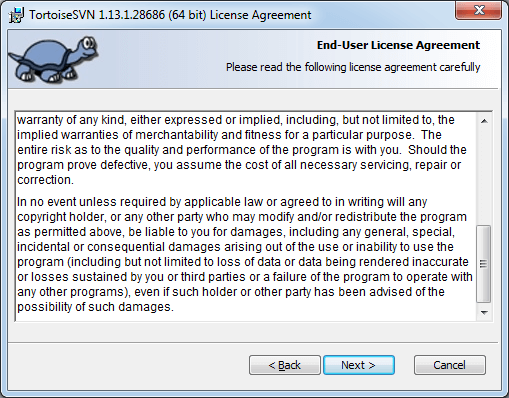 TortoiseSVN 1.13.1.28686 (64 bit) License Agreement
End-User License Agreement
Please read the following license agreement carefully
warranty of any kind, either expressed or implied, including, but not limited to, the
implied warranties of merchantability and fitness for a particular purpose.  The
entire risk as to the quality and performance of the program is with you.  Should the
program prove defective, you assume the cost of all necessary servicing, repair or
correction.
In no event unless required by applicable law or agreed to in writing will any
copyright holder, or any other party who may modify and/or redistribute the program
as permitted above, be liable to you for damages, including any general, special,
incidental or consequential damages arising out of the use or inability to use the
program (including but not limited to loss of data or data being rendered inaccurate
or losses sustained by you or third parties or a failure of the program to operate with
any other programs), even if such holder or other party has been advised of the
possibility of such damages.
< Back
Next >
Cancel